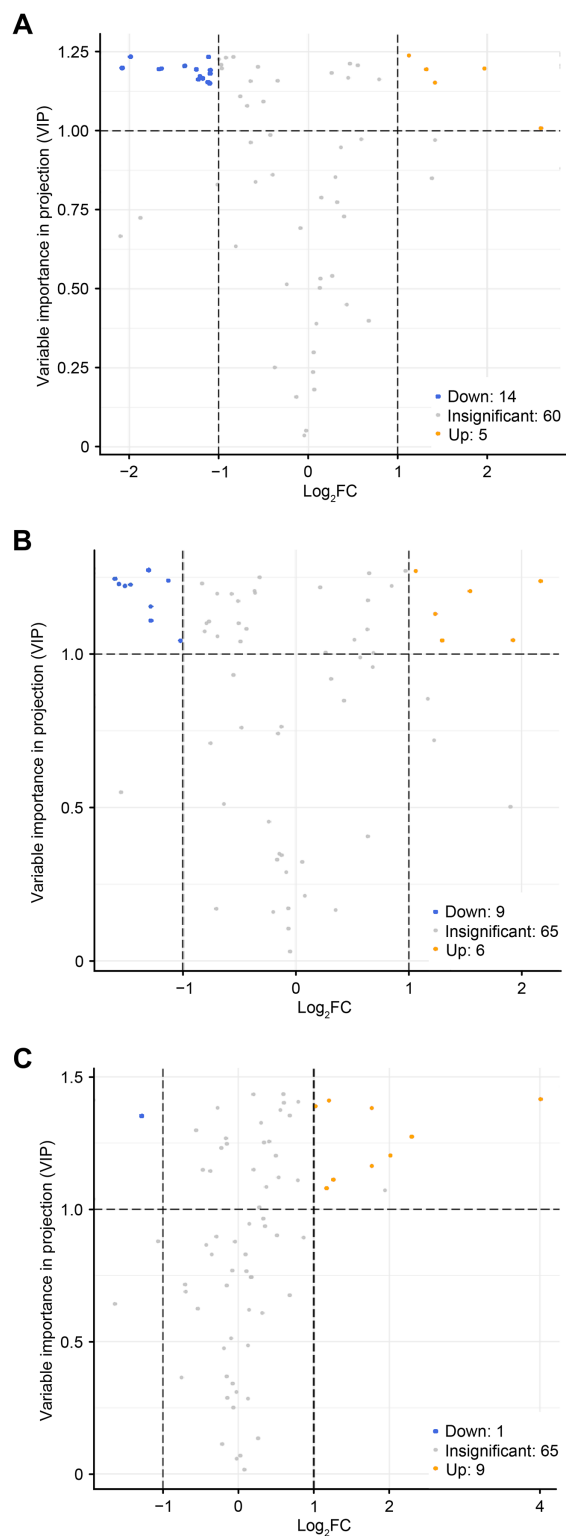 A
Variable importance in projection (VIP)
1.25
1.00
0.75
0.50
0.25
0
Down: 14
Insignificant: 60
Up: 5
−2 −1 0 1 2
Log₂FC
B
Variable importance in projection (VIP)
1.0
0.5
0
Down: 9
Insignificant: 65
Up: 6
−1 0 1 2
Log₂FC
C
Variable importance in projection (VIP)
1.5
1.0
0.5
0
Down: 1
Insignificant: 65
Up: 9
−1 0 1 2 4
Log₂FC